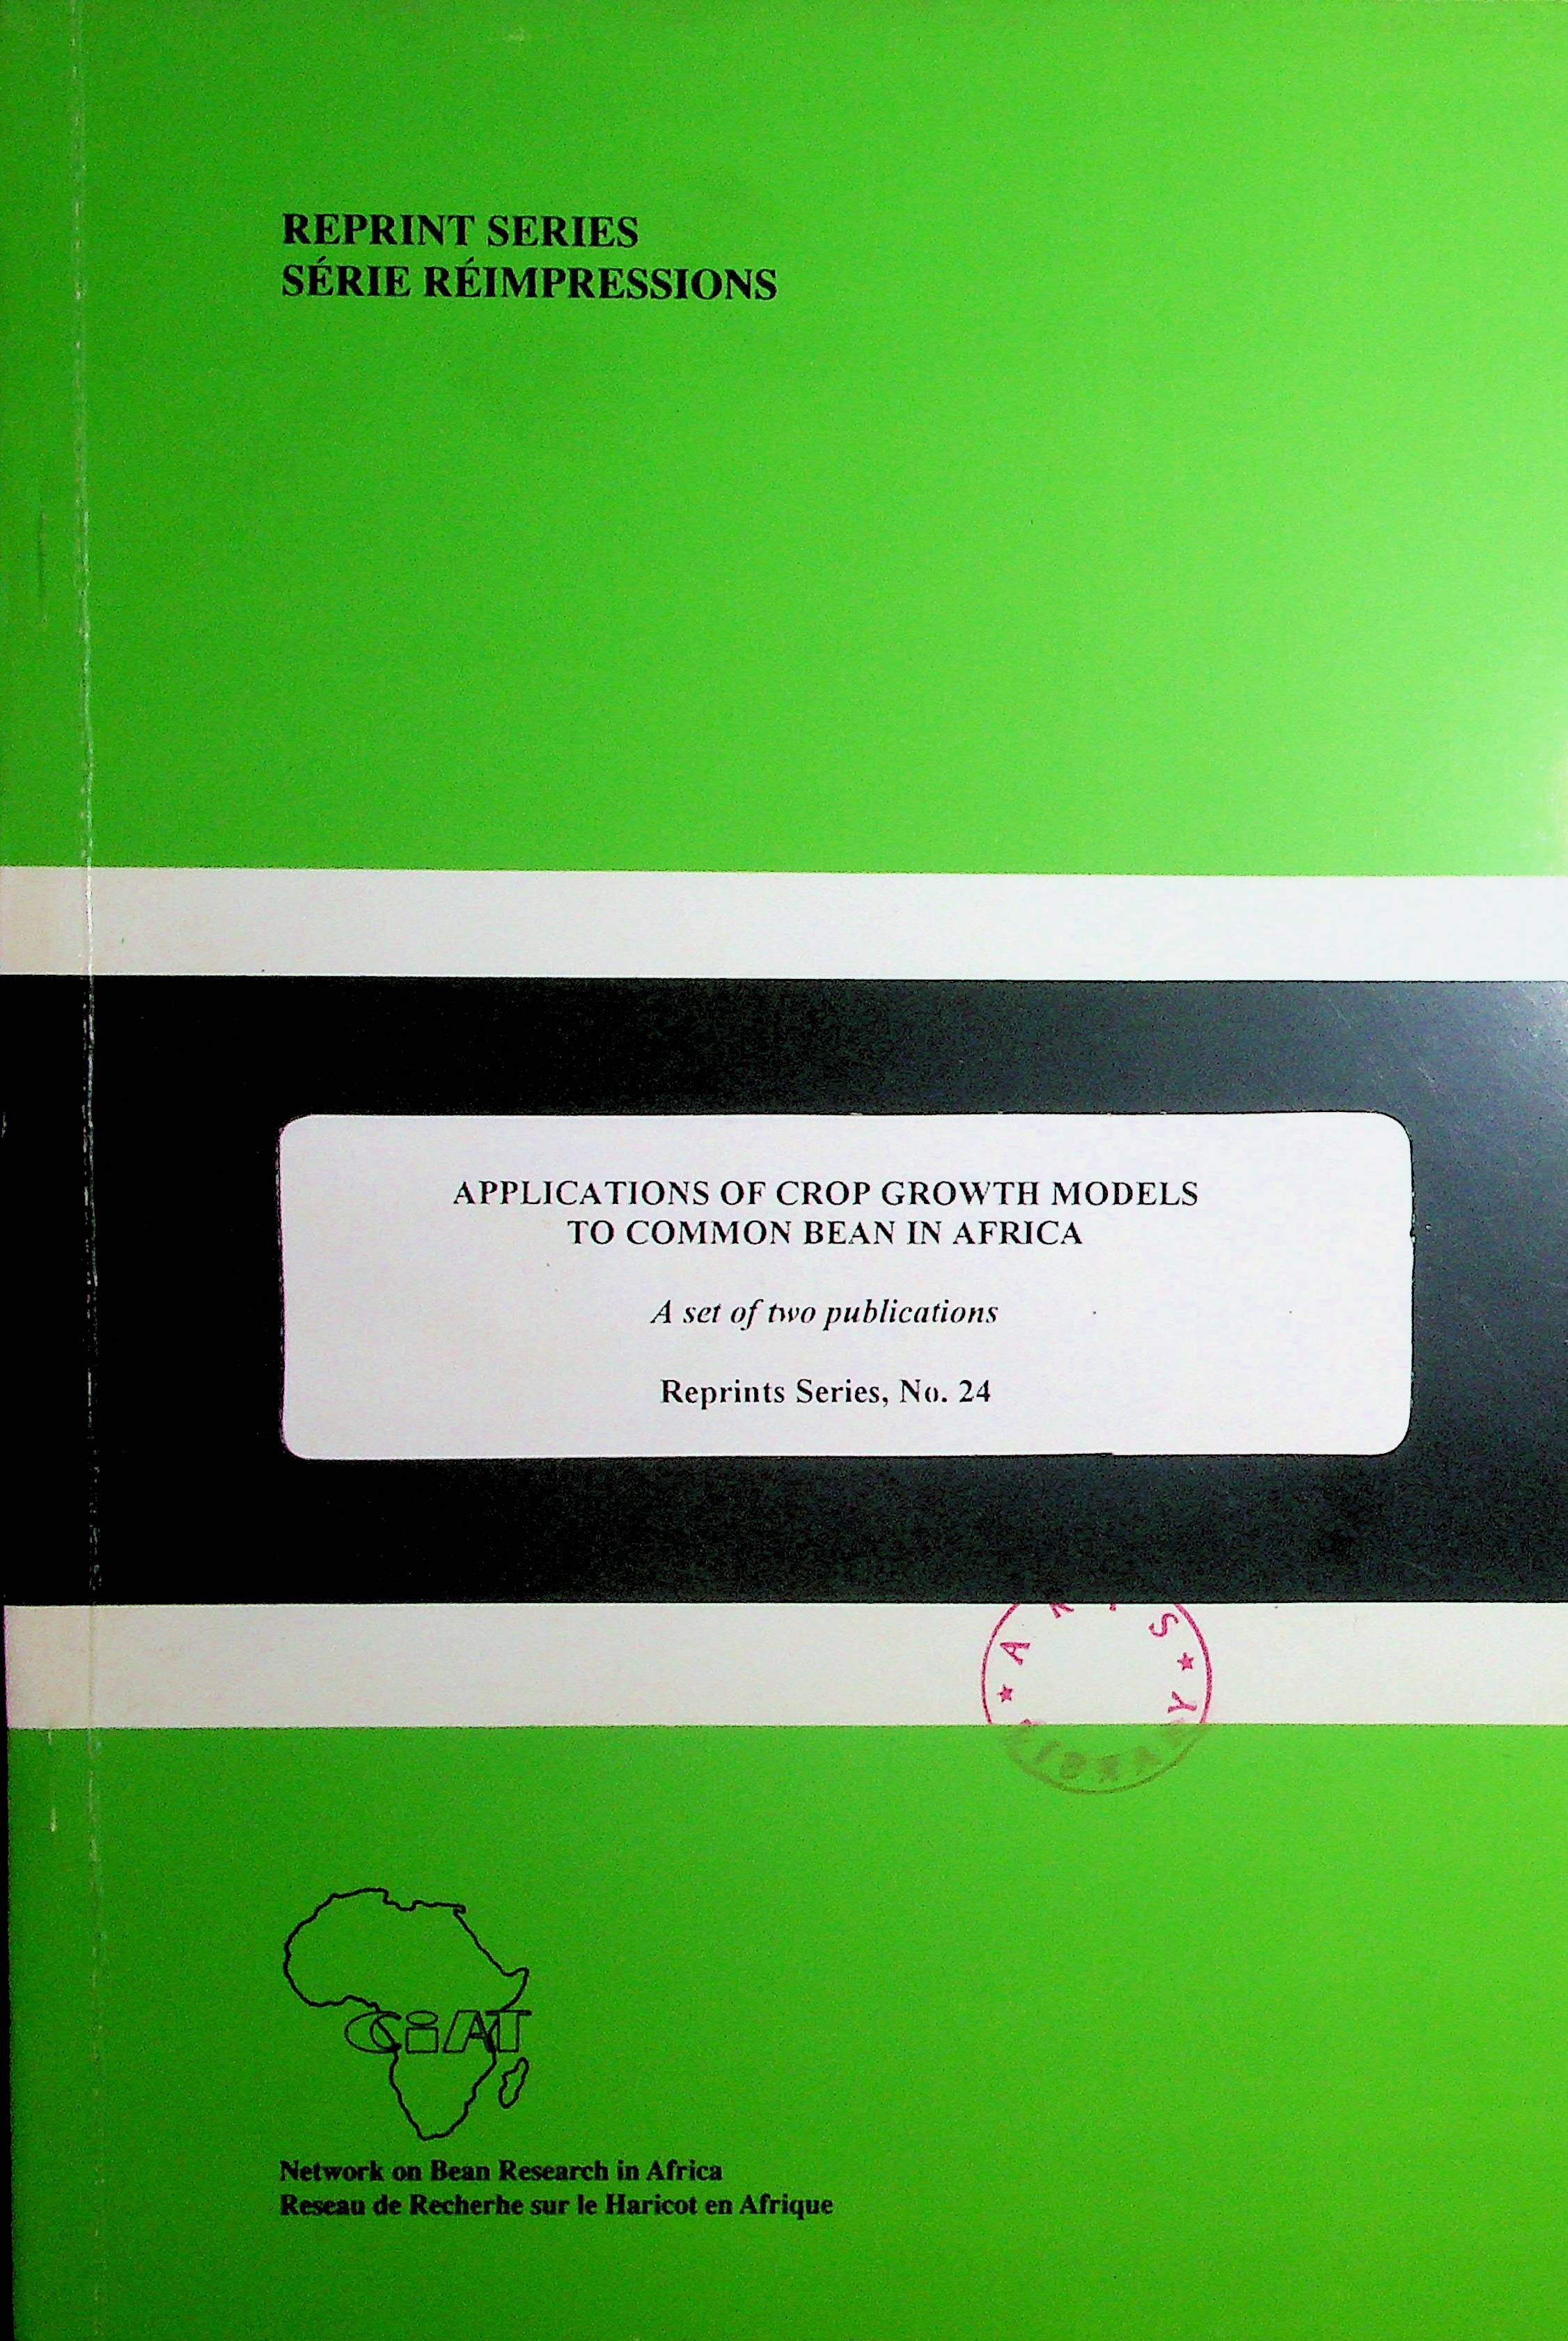 REPRINT SERIES
SÉRIE RÉIMPRESSIONS
APPLICATIONS OF CROP GROWTH MODELS
TO COMMON BEAN IN AFRICA
A set of two publications
Reprints Series, No. 24
LIBRARY
CiAT
Network on Bean Research in Africa
Reseau de Recherhe sur le Haricot en Afrique